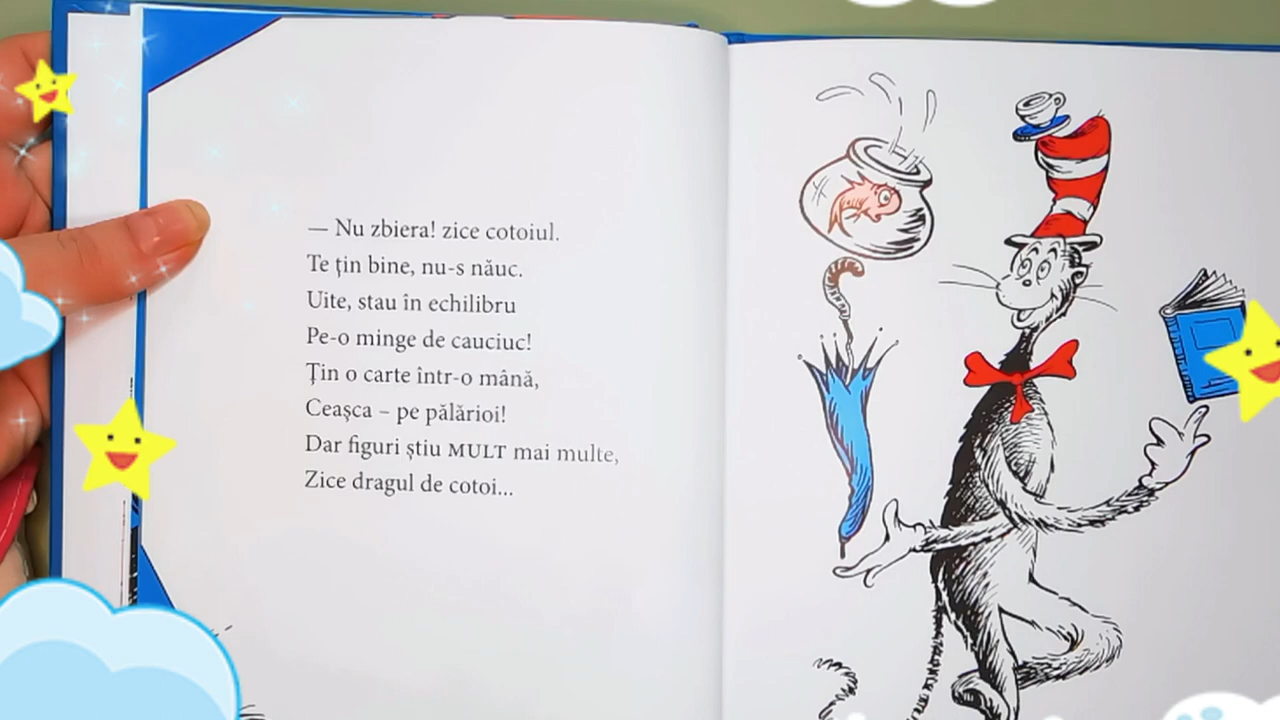 — Nu zbiera! zice cotoiul.
Te țin bine, nu-s năuc.
Uite, stau în echilibru
Pe-o minge de cauciuc!
Țin o carte într-o mână,
Ceașca – pe pălărioi!
Dar figuri știu MULT mai multe,
Zice dragul de cotoi...